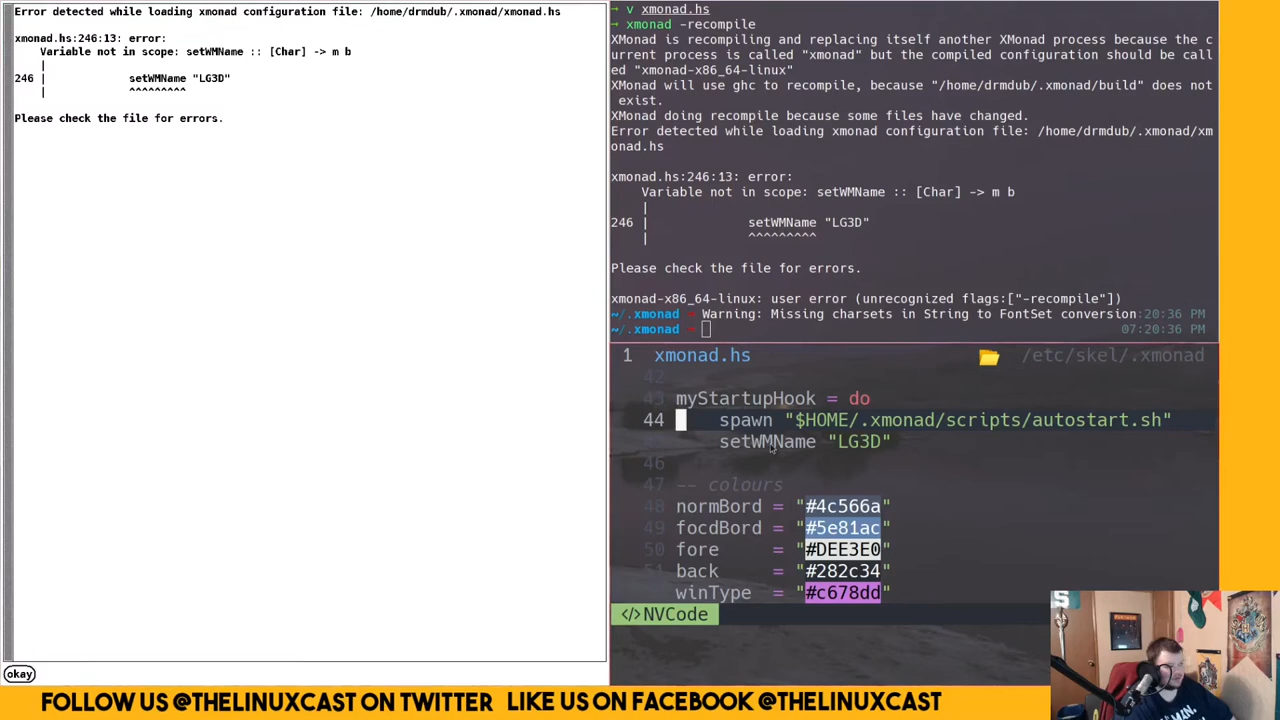 Error detected while loading xmonad configuration file: /home/drmdub/.xmonad/xmonad.hs
xmonad.hs:246:13: error:
Variable not in scope: setWMName :: [Char] -> m b
|
246 | setWMName "LG3D"
| ^^^^^^^^^
Please check the file for errors.
okay
→ v xmonad.hs
→ xmonad -recompile
XMonad is recompiling and replacing itself another XMonad process because the c
urrent process is called "xmonad" but the compiled configuration should be call
ed "xmonad-x86_64-linux"
XMonad will use ghc to recompile, because "/home/drmdub/.xmonad/build" does not
exist.
XMonad doing recompile because some files have changed.
Error detected while loading xmonad configuration file: /home/drmdub/.xmonad/xm
onad.hs
xmonad.hs:246:13: error:
Variable not in scope: setWMName :: [Char] -> m b
|
246 | setWMName "LG3D"
| ^^^^^^^^^
Please check the file for errors.
xmonad-x86_64-linux: user error (unrecognized flags:["-recompile"])
~/.xmonad → Warning: Missing charsets in String to FontSet conversion:20:36 PM
~/.xmonad → 07:20:36 PM
1 xmonad.hs /etc/skel/.xmonad
42
43 myStartupHook = do
44 spawn "$HOME/.xmonad/scripts/autostart.sh"
setWMName "LG3D"
46
47 -- colours
48 normBord = "#4c566a"
49 focdBord = "#5e81ac"
50 fore = "#DEE3E0"
51 back = "#282c34"
winType = "#c678dd"
</>NVCode
FOLLOW US @THELINUXCAST ON TWITTER LIKE US ON FACEBOOK @THELINUXCAST